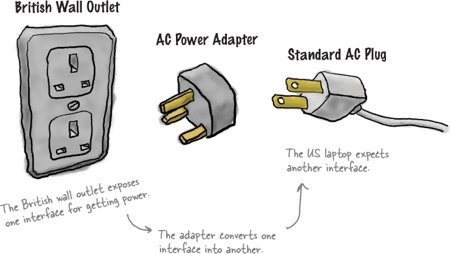 British Wall Outlet
AC Power Adapter
Standard AC Plug
The US laptop expects
another interface.
The British wall outlet exposes
one interface for getting power.
The adapter converts one
interface into another.